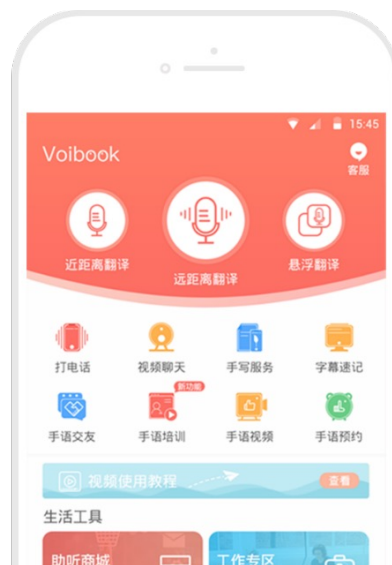 15:45
Voibook
客服
近距离翻译
远距离翻译
悬浮翻译
打电话
视频聊天
手写服务
字幕速记
新功能
手语交友
手语培训
手语视频
手语预约
视频使用教程
查看
生活工具
助听商城
工作专区